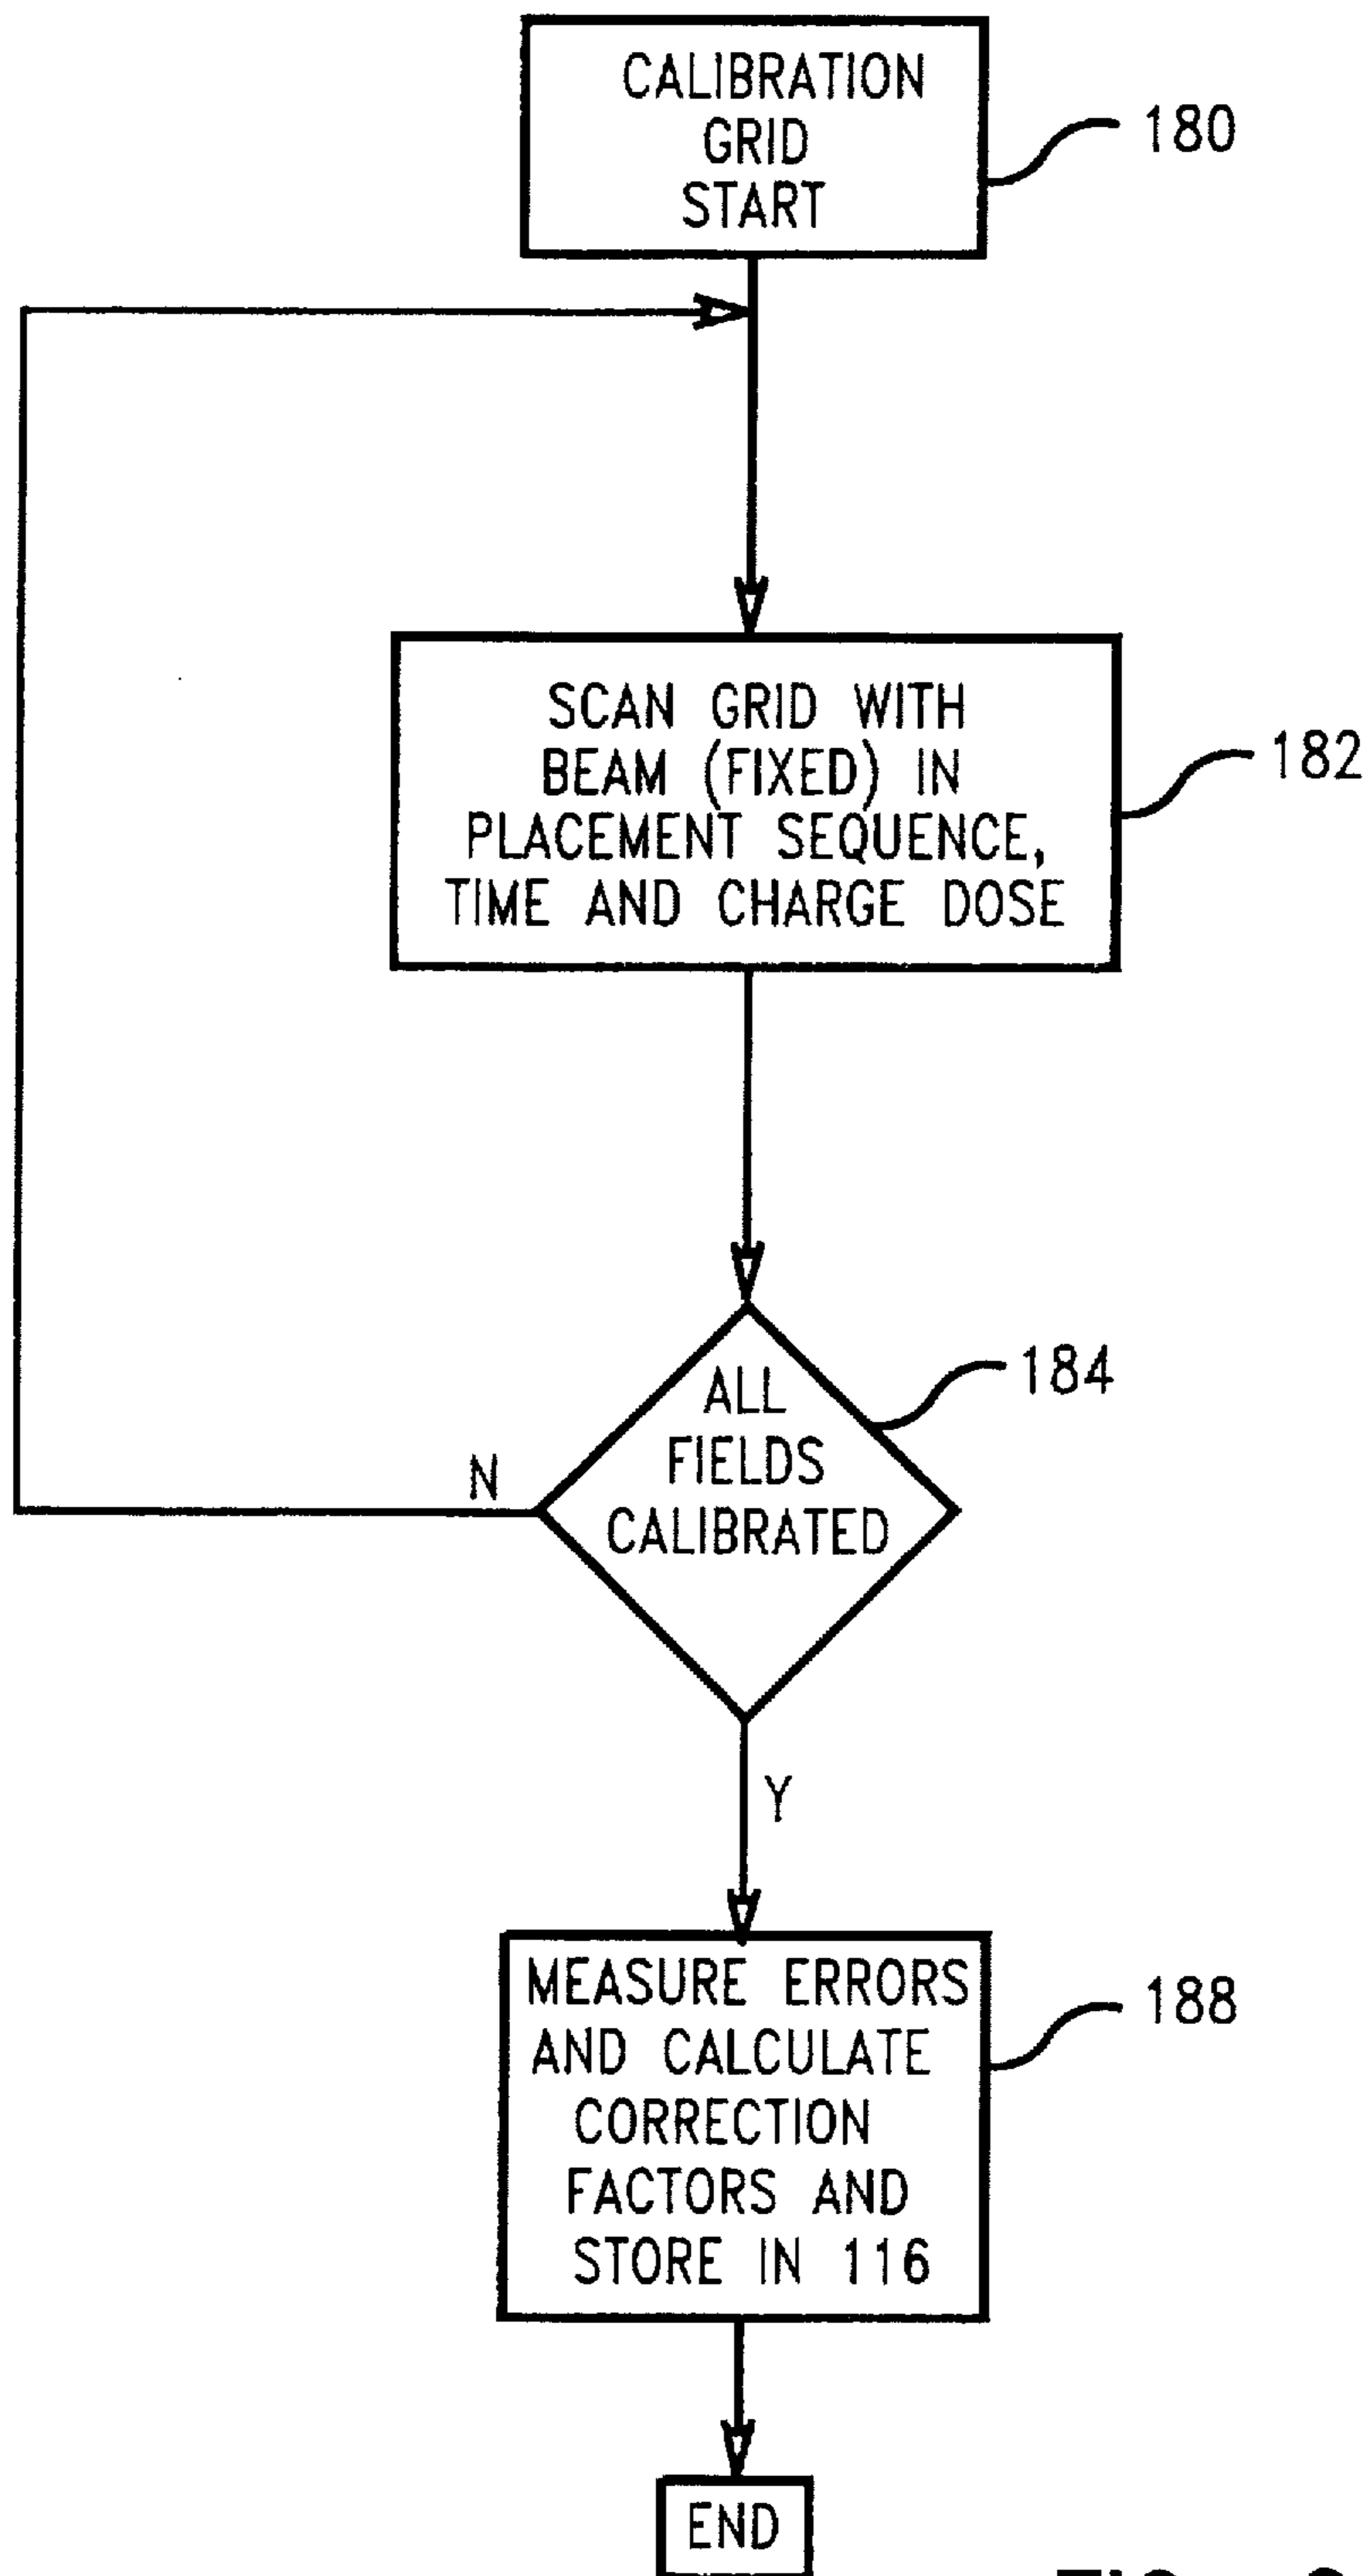 CALIBRATION
GRID
START
180
SCAN GRID WITH
BEAM (FIXED) IN
PLACEMENT SEQUENCE,
TIME AND CHARGE DOSE
182
ALL
FIELDS
CALIBRATED
184
N
Y
MEASURE ERRORS
AND CALCULATE
CORRECTION
FACTORS AND
STORE IN 116
188
END